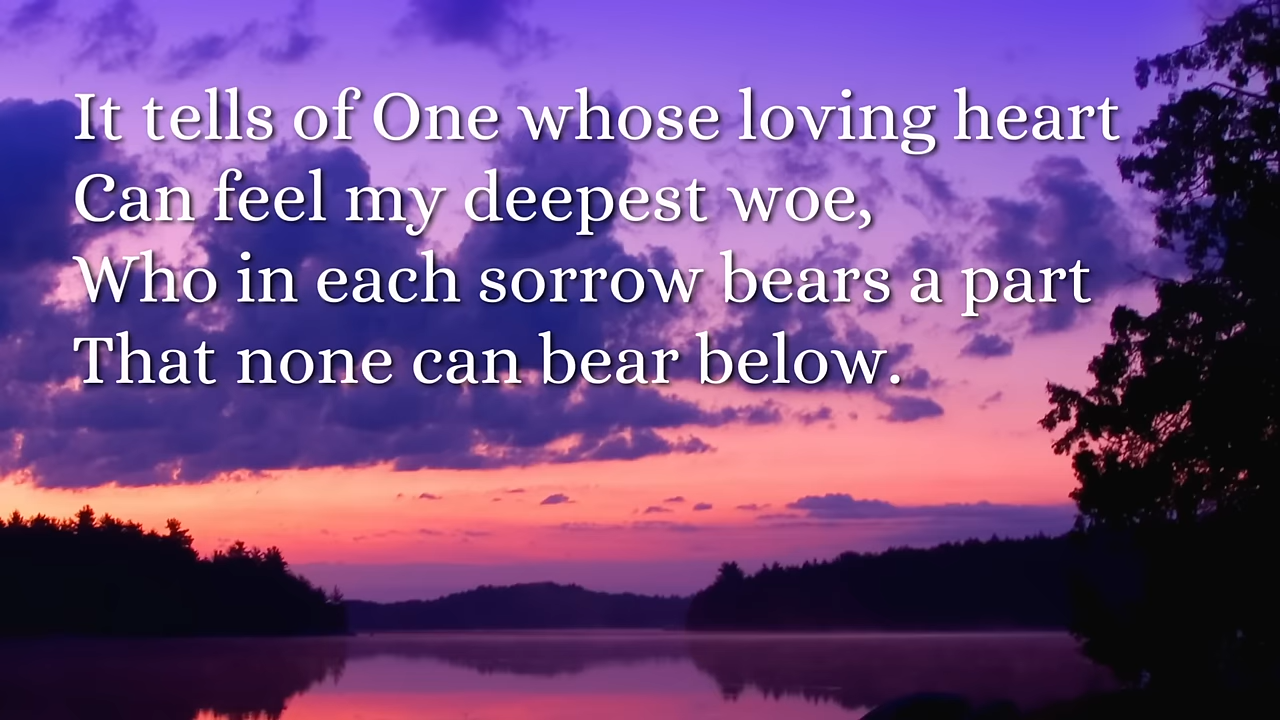 It tells of One whose loving heart
Can feel my deepest woe,
Who in each sorrow bears a part
That none can bear below.